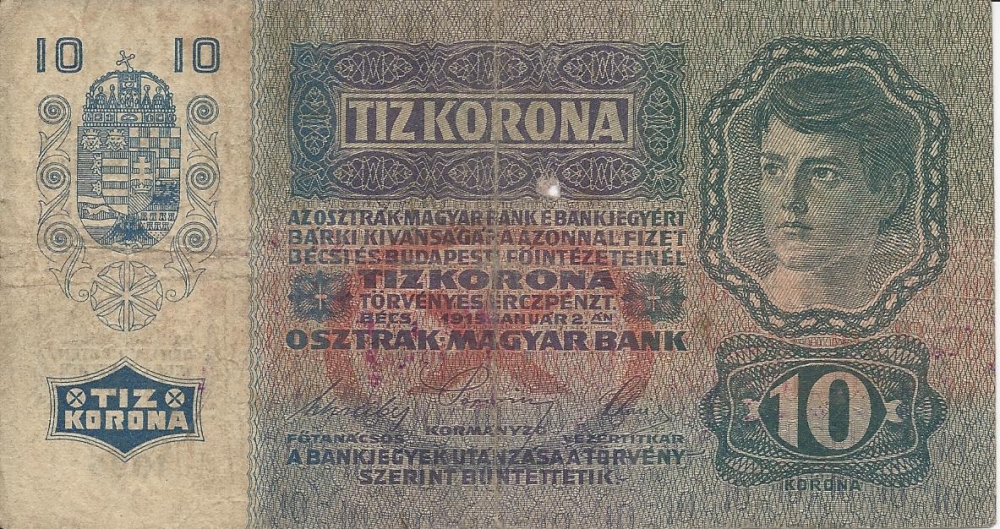 10 10
TIZ KORONA
AZ OSZTRÁK-MAGYAR BANK E BANKJEGYÉRT
BÁRKI KIVÁNSÁGÁRA AZONNAL FIZET
BÉCSI ÉS BUDAPESTI FŐINTÉZETEINÉL
TIZ KORONA
TÖRVÉNYES ÉRCZPÉNZT.
BÉCS, 1915 JANUÁR 2.ÁN
OSZTRÁK-MAGYAR BANK
TIZ
KORONA
10
KORONA
FŐTANÁCSOS KORMÁNYZÓ VEZÉRTITKÁR
A BANKJEGYEK UTÁNZÁSA A TÖRVÉNY
SZERINT BÜNTETTETIK.